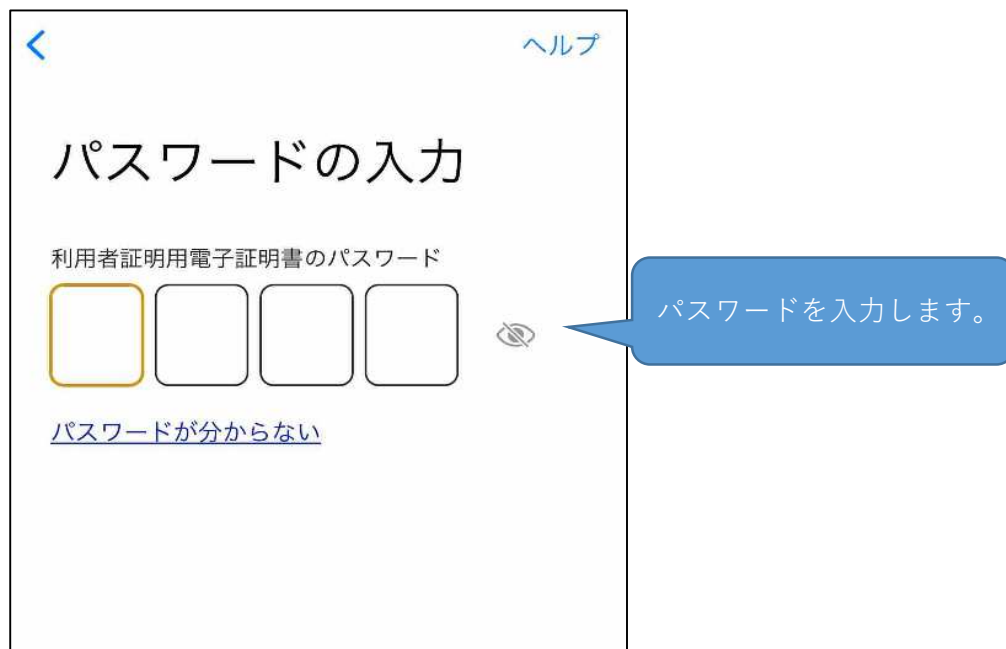 ヘルプ
パスワードの入力
利用者証明用電子証明書のパスワード
パスワードを入力します。
パスワードが分からない